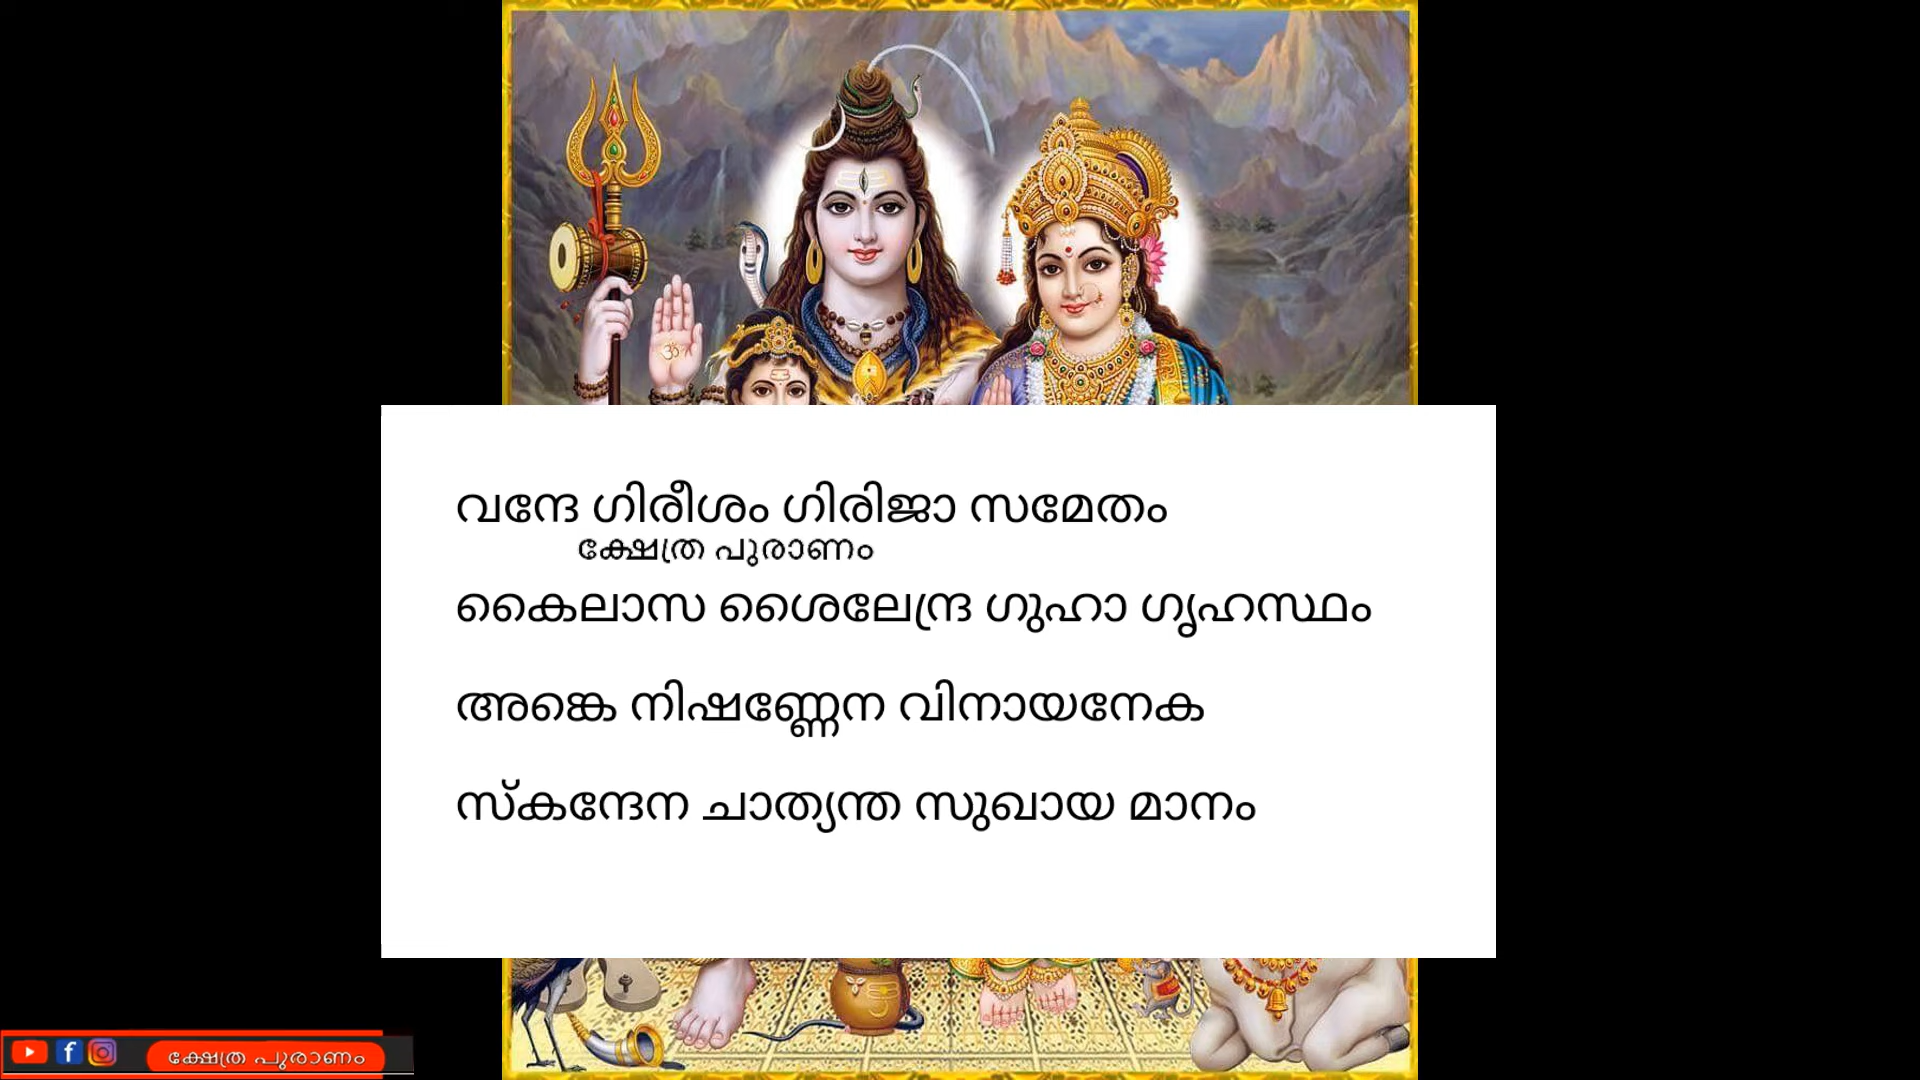 വന്ദേ ഗിരീശം ഗിരിജാ സമേതം
ക്ഷേത്ര പുരാണം
കൈലാസ ശൈലേന്ദ്ര ഗുഹാ ഗൃഹസ്ഥം
അങ്കെ നിഷണ്ണേന വിനായനേക
സ്കന്ദേന ചാത്യന്ത സുഖായ മാനം
ക്ഷേത്ര പുരാണം